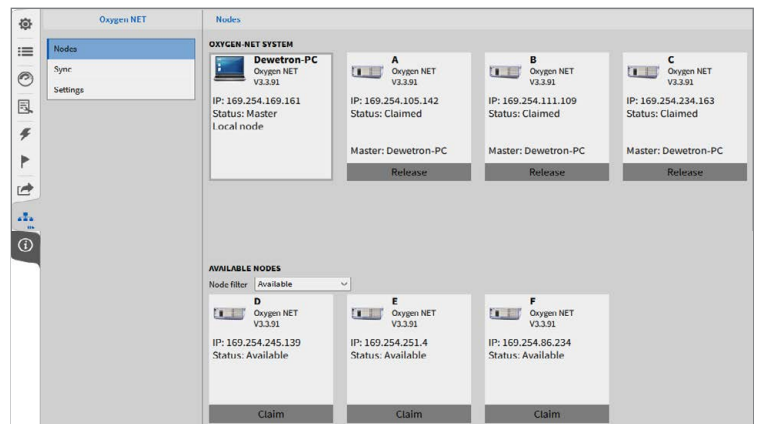 Oxygen NET
Nodes
Nodes
Sync
Settings
OXYGEN-NET SYSTEM
Dewetron-PC
Oxygen NET
V3.3.91
IP: 169.254.169.161
Status: Master
Local node
A
Oxygen NET
V3.3.91
IP: 169.254.105.142
Status: Claimed
Master: Dewetron-PC
Release
B
Oxygen NET
V3.3.91
IP: 169.254.111.109
Status: Claimed
Master: Dewetron-PC
Release
C
Oxygen NET
V3.3.91
IP: 169.254.234.163
Status: Claimed
Master: Dewetron-PC
Release
AVAILABLE NODES
Node filter Available
D
Oxygen NET
V3.3.91
IP: 169.254.245.139
Status: Available
Claim
E
Oxygen NET
V3.3.91
IP: 169.254.251.4
Status: Available
Claim
F
Oxygen NET
V3.3.91
IP: 169.254.86.234
Status: Available
Claim